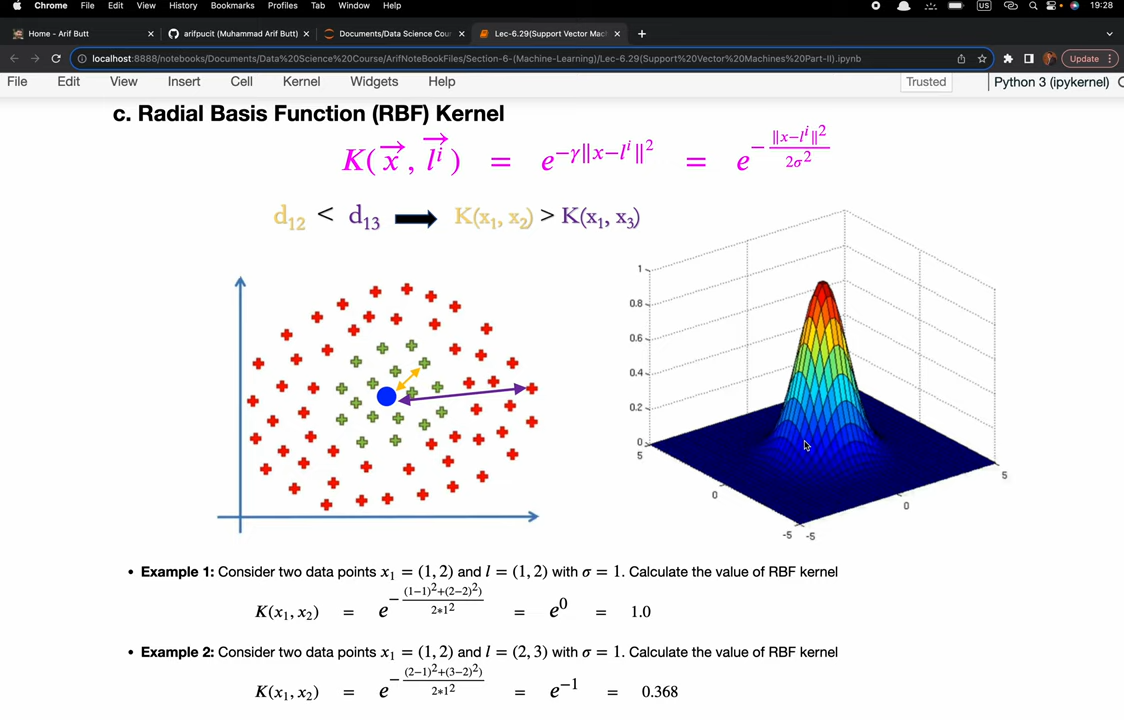 Chrome File Edit View History Bookmarks Profiles Tab Window Help US 19:28
Home - Arif Butt × arifpucit (Muhammad Arif Butt) × Documents/Data Science Cou × Lec-6.29(Support Vector Mac × +
localhost:8888/notebooks/Documents/Data%20Science%20Course/ArifNoteBookFiles/Section-6-(Machine-Learning)/Lec-6.29(Support%20Vector%20Machines%20Part-II).ipynb Update
File Edit View Insert Cell Kernel Widgets Help Trusted Python 3 (ipykernel)
c. Radial Basis Function (RBF) Kernel
K(x⃗, l⃗ⁱ) = e^{−γ‖x−lⁱ‖²} = e^{−‖x−lⁱ‖²/2σ²}
d₁₂ < d₁₃ K(x₁, x₂) > K(x₁, x₃)
1
0.8
0.6
0.4
0.2
0
5
0
-5
-5
0
5
• Example 1: Consider two data points x₁ = (1, 2) and l = (1, 2) with σ = 1. Calculate the value of RBF kernel
K(x₁, x₂) = e^{−(1−1)²+(2−2)²)/2*1²} = e⁰ = 1.0
• Example 2: Consider two data points x₁ = (1, 2) and l = (2, 3) with σ = 1. Calculate the value of RBF kernel
K(x₁, x₂) = e^{−(2−1)²+(3−2)²)/2*1²} = e⁻¹ = 0.368